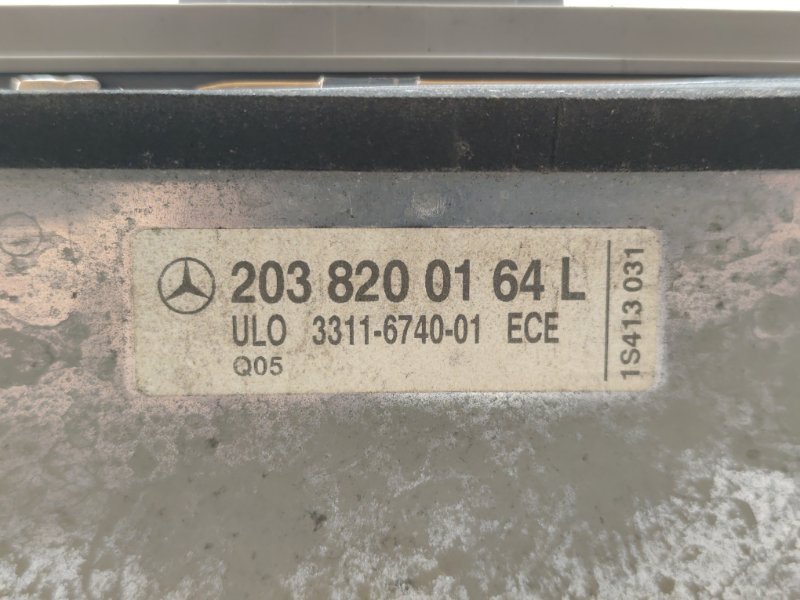 203 820 01 64 L
ULO 3311-6740-01 ECE
Q05
1S413 031